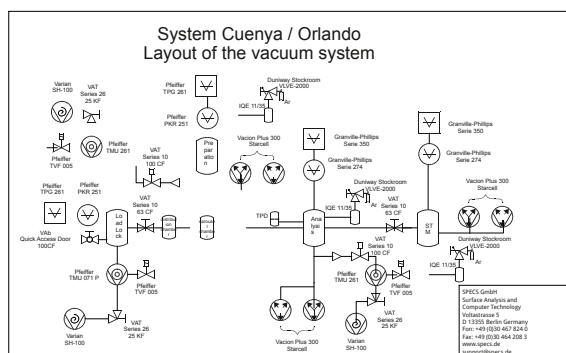 System Cuenya / Orlando
Layout of the vacuum system
Varian
SH-100
VAT
Series 26
25 KF
Pfeiffer
TPG 261
Pfeiffer
PKR 251
Duniway Stockroom
VLVE-2000
IQE 11/35
Ar
Pfeiffer
TVF 005
Pfeiffer
TMU 261
VAT
Series 10
100 CF
Pre
par
atio
n
Vacion Plus 300
Starcell
Granville-Phillips
Serie 350
Granville-Phillips
Serie 274
Granville-Phillips
Serie 350
Granville-Phillips
Serie 274
Pfeiffer
TPG 261
Pfeiffer
PKR 251
VAT
Series 10
63 CF
VAb
Quick Access Door
100CF
Lo
ad
Lock
TPD
Ana
lysi
s
Duniway Stockroom
VLVE-2000
IQE 11/35
Ar
VAT
Series 10
63 CF
ST
M
Vacion Plus 300
Starcell
Duniway Stockroom
VLVE-2000
IQE 11/35
Ar
Pfeiffer
TMU 071 P
Pfeiffer
TVF 005
VAT
Series 10
100 CF
Pfeiffer
TMU 261
Pfeiffer
TVF 005
Varian
SH-100
VAT
Series 26
25 KF
Vacion Plus 300
Starcell
Varian
SH-100
VAT
Series 26
25 KF
SPECS GmbH
Surface Analysis and
Computer Technology
Voltastrasse 5
D 13355 Berlin Germany
Fon: +49 (0)30 467 824 0
Fax: +49 (0)30 464 208 3
www.specs.de
support@specs.de